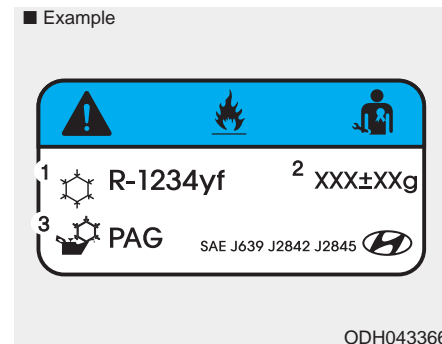 ■ Example
1 R-1234yf 2 XXX±XXg
3 PAG SAE J639 J2842 J2845
ODH043366